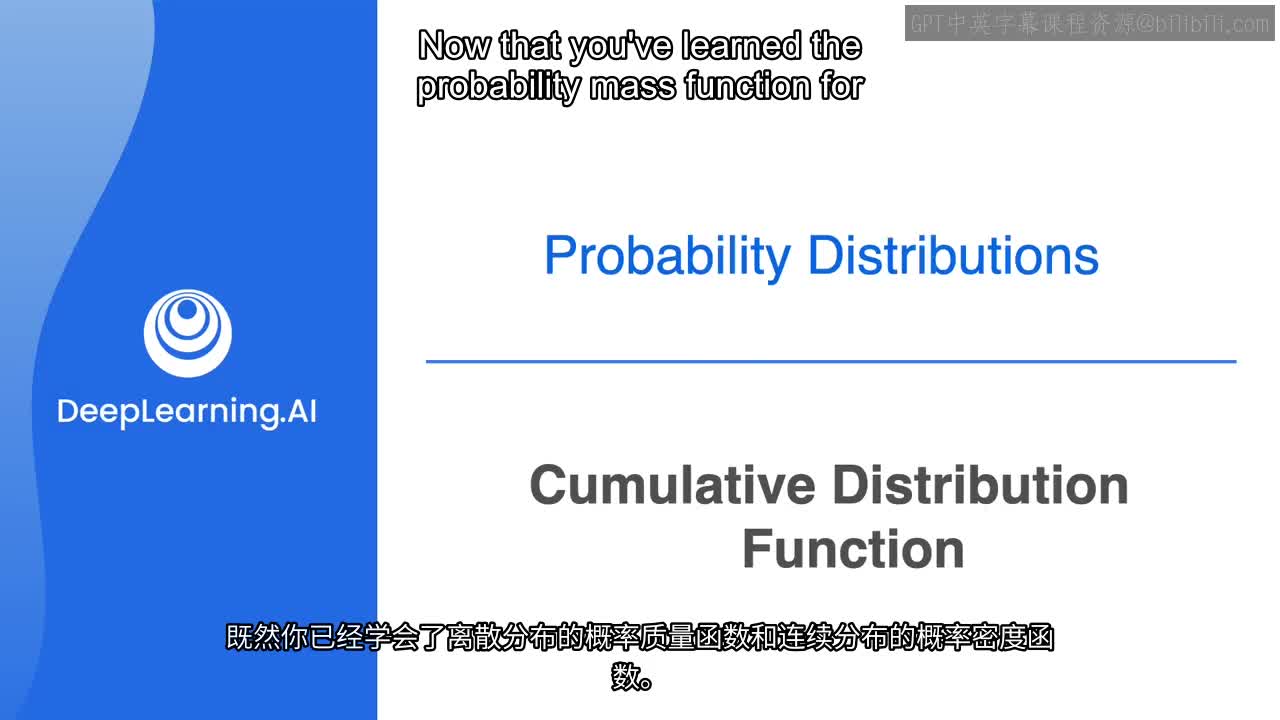 GPT中英字幕课程资源@bilibili.com
Now that you've learned the
probability mass function for
Probability Distributions
DeepLearning.AI
Cumulative Distribution
Function
既然你已经学会了离散分布的概率质量函数和连续分布的概率密度函
数。